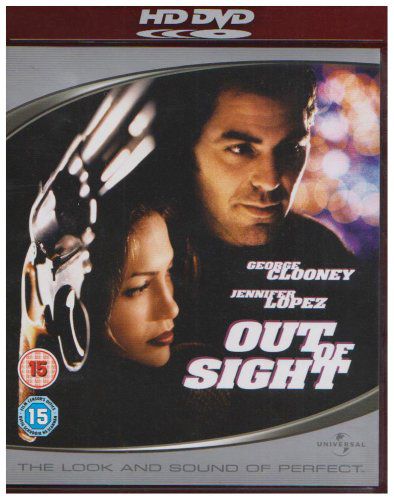 HD DVD
GEORGE
CLOONEY
JENNIFER
LOPEZ
OUT
OF
SIGHT
15
15
UNIVERSAL
THE LOOK AND SOUND OF PERFECT.